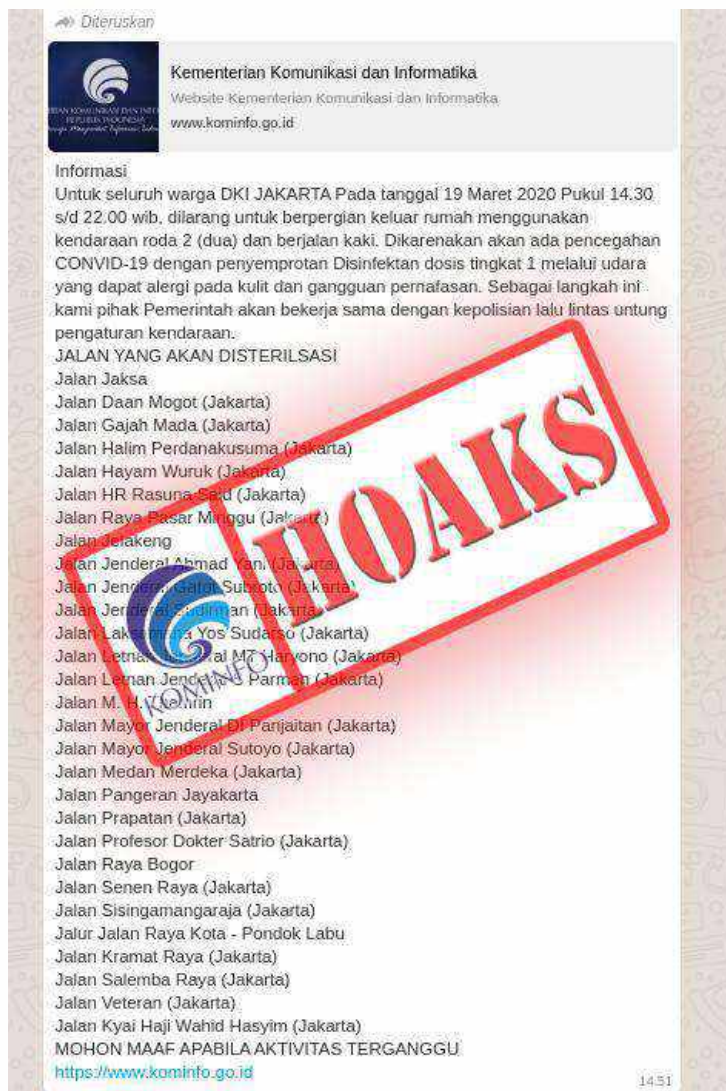 Diteruskan
Kementerian Komunikasi dan Informatika
Website Kementerian Komunikasi dan Informatika
www.kominfo.go.id
Informasi
Untuk seluruh warga DKI JAKARTA Pada tanggal 19 Maret 2020 Pukul 14.30
s/d 22.00 wib, dilarang untuk berpergian keluar rumah menggunakan
kendaraan roda 2 (dua) dan berjalan kaki. Dikarenakan akan ada pencegahan
CONVID-19 dengan penyemprotan Disinfektan dosis tingkat 1 melalui udara
yang dapat alergi pada kulit dan gangguan pernafasan. Sebagai langkah ini
kami pihak Pemerintah akan bekerja sama dengan kepolisian lalu lintas untung
pengaturan kendaraan.
JALAN YANG AKAN DISTERILSASI
Jalan Jaksa
Jalan Daan Mogot (Jakarta)
Jalan Gajah Mada (Jakarta)
Jalan Halim Perdanakusuma (Jakarta)
Jalan Hayam Wuruk (Jakarta)
Jalan HR Rasuna Said (Jakarta)
Jalan Raya Pasar Minggu (Jakarta)
Jalan Jelakeng
Jalan Jenderal Ahmad Yani (Jakarta)
Jalan Jenderal Gatot Subroto (Jakarta)
Jalan Jenderal Sudirman (Jakarta)
Jalan Laksamana Yos Sudarso (Jakarta)
Jalan Letnan Jenderal MT Haryono (Jakarta)
Jalan Letnan Jenderal S Parman (Jakarta)
Jalan M. H. Thamrin
Jalan Mayor Jenderal DI Panjaitan (Jakarta)
Jalan Mayor Jenderal Sutoyo (Jakarta)
Jalan Medan Merdeka (Jakarta)
Jalan Pangeran Jayakarta
Jalan Prapatan (Jakarta)
Jalan Profesor Dokter Satrio (Jakarta)
Jalan Raya Bogor
Jalan Senen Raya (Jakarta)
Jalan Sisingamangaraja (Jakarta)
Jalur Jalan Raya Kota - Pondok Labu
Jalan Kramat Raya (Jakarta)
Jalan Salemba Raya (Jakarta)
Jalan Veteran (Jakarta)
Jalan Kyai Haji Wahid Hasyim (Jakarta)
MOHON MAAF APABILA AKTIVITAS TERGANGGU
https://www.kominfo.go.id
14.51
KOMINFO
HOAKS